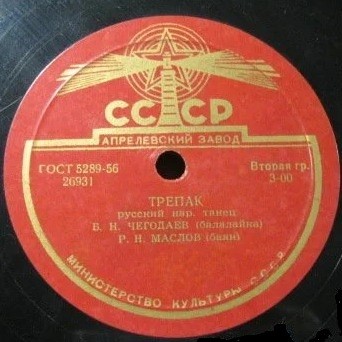 СССР
АПРЕЛЕВСКИЙ ЗАВОД
ГОСТ 5289-56
26931
Вторая гр.
3-00
ТРЕПАК
русский нар. танец
Б. Н. ЧЕГОДАЕВ (балалайка)
Р. Н. МАСЛОВ (баян)
МИНИСТЕРСТВО КУЛЬТУРЫ СССР